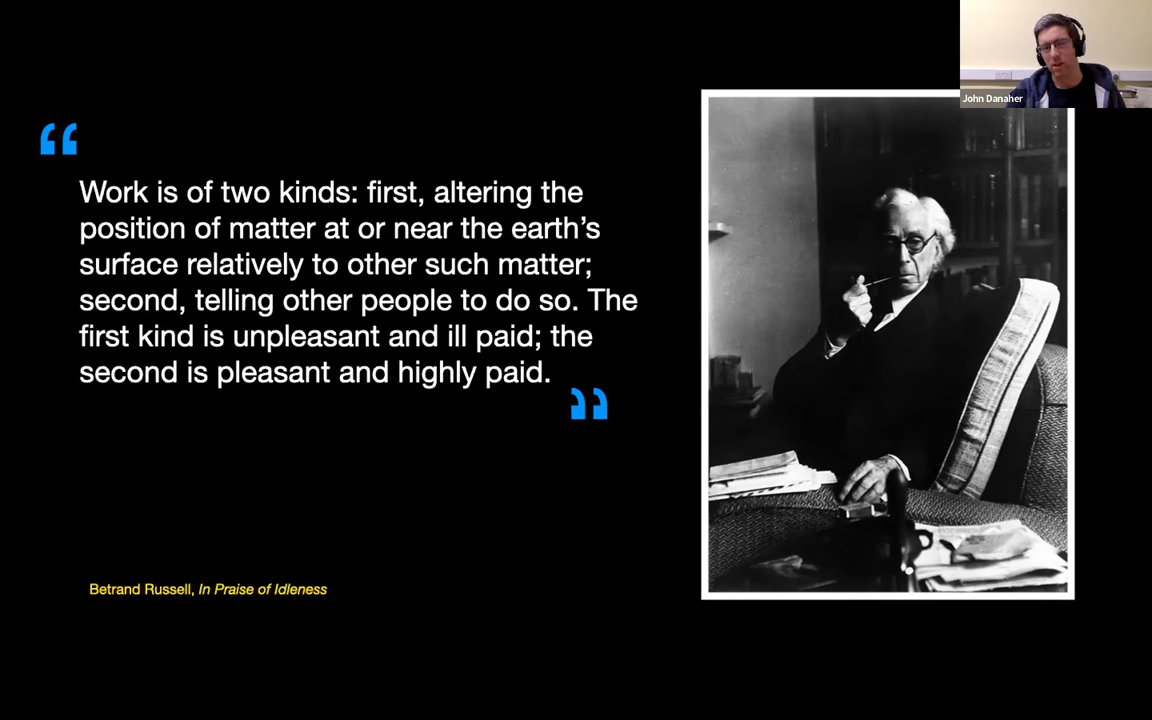 John Danaher
“
Work is of two kinds: first, altering the
position of matter at or near the earth’s
surface relatively to other such matter;
second, telling other people to do so. The
first kind is unpleasant and ill paid; the
second is pleasant and highly paid.
”
Betrand Russell, In Praise of Idleness